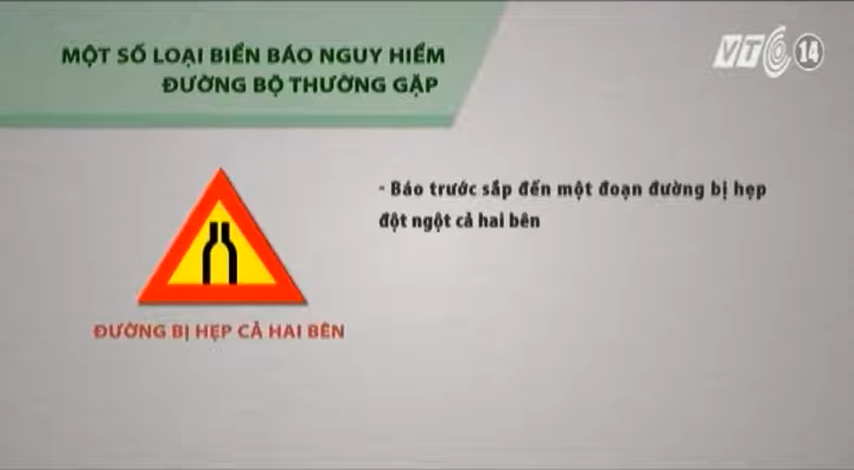 MỘT SỐ LOẠI BIỂN BÁO NGUY HIỂM
ĐƯỜNG BỘ THƯỜNG GẶP
VTC 14
- Báo trước sắp đến một đoạn đường bị hẹp
đột ngột cả hai bên
ĐƯỜNG BỊ HẸP CẢ HAI BÊN